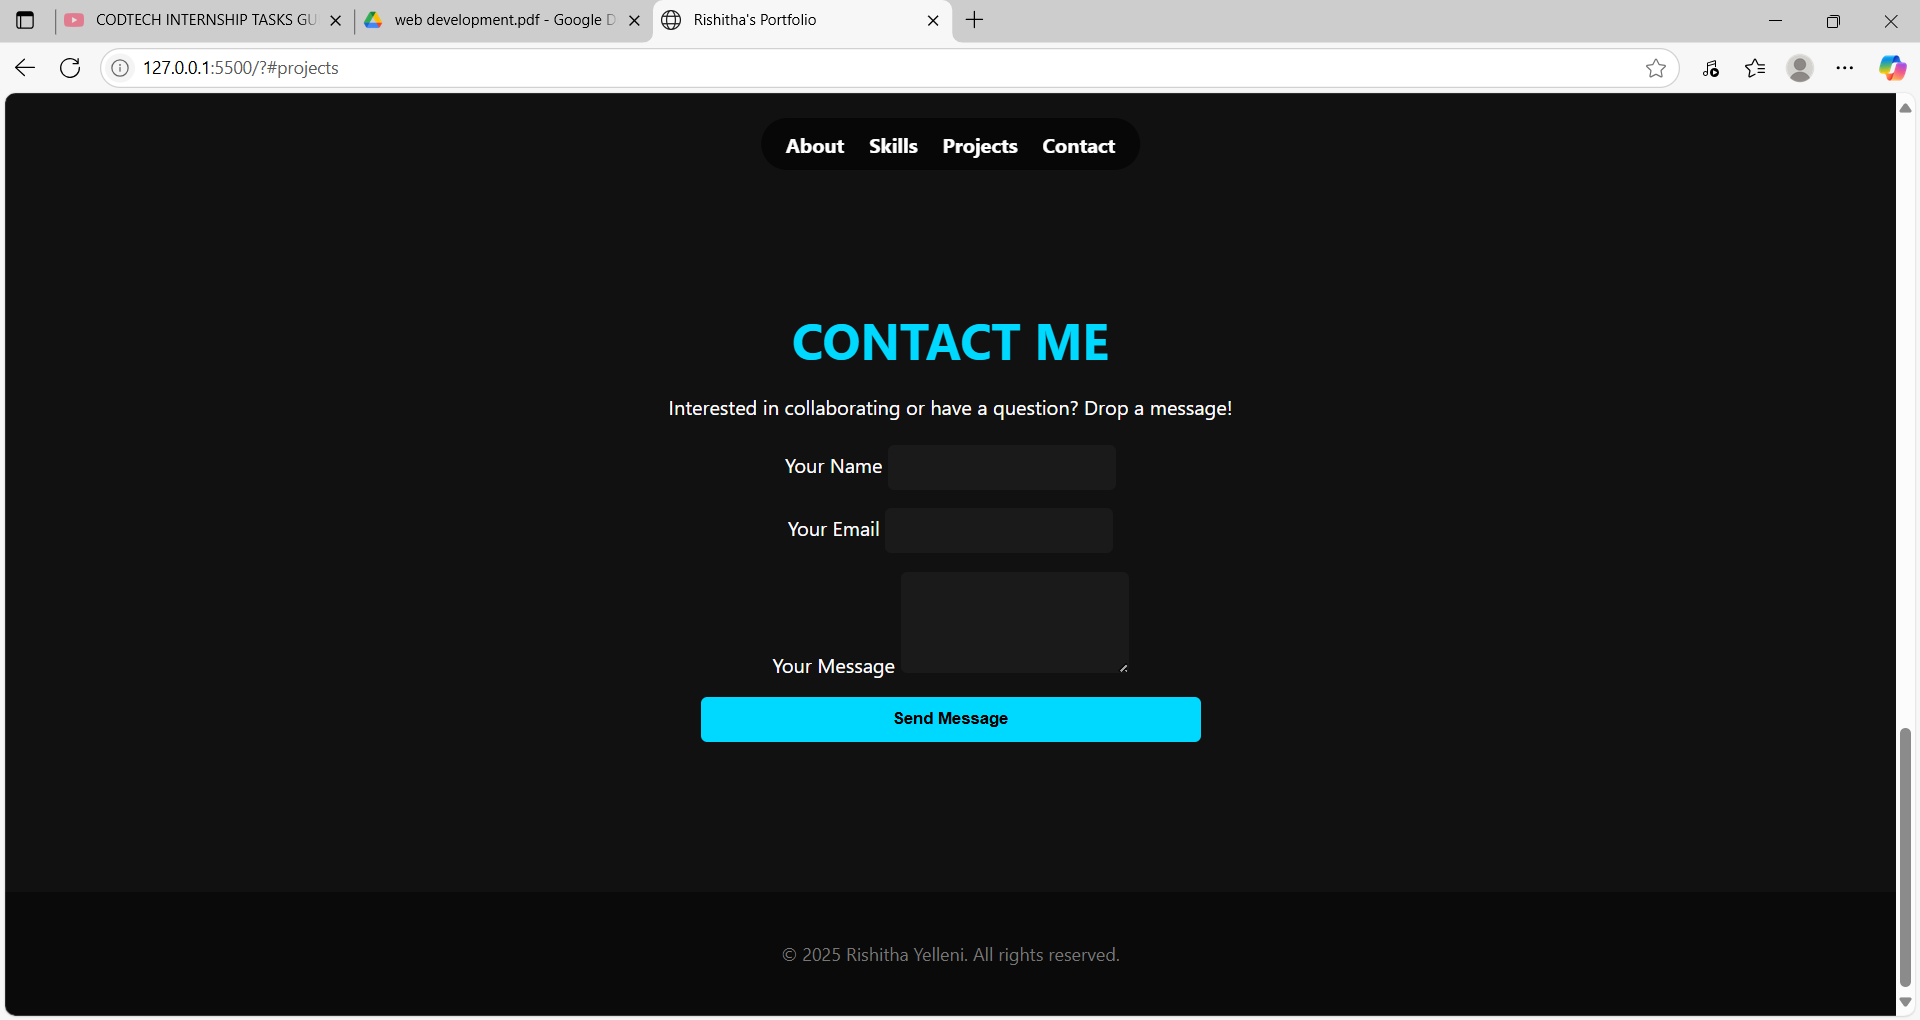 CODTECH INTERNSHIP TASKS GU
web development.pdf - Google D
Rishitha's Portfolio
127.0.0.1:5500/?#projects
About Skills Projects Contact
CONTACT ME
Interested in collaborating or have a question? Drop a message!
Your Name
Your Email
Your Message
Send Message
© 2025 Rishitha Yelleni. All rights reserved.